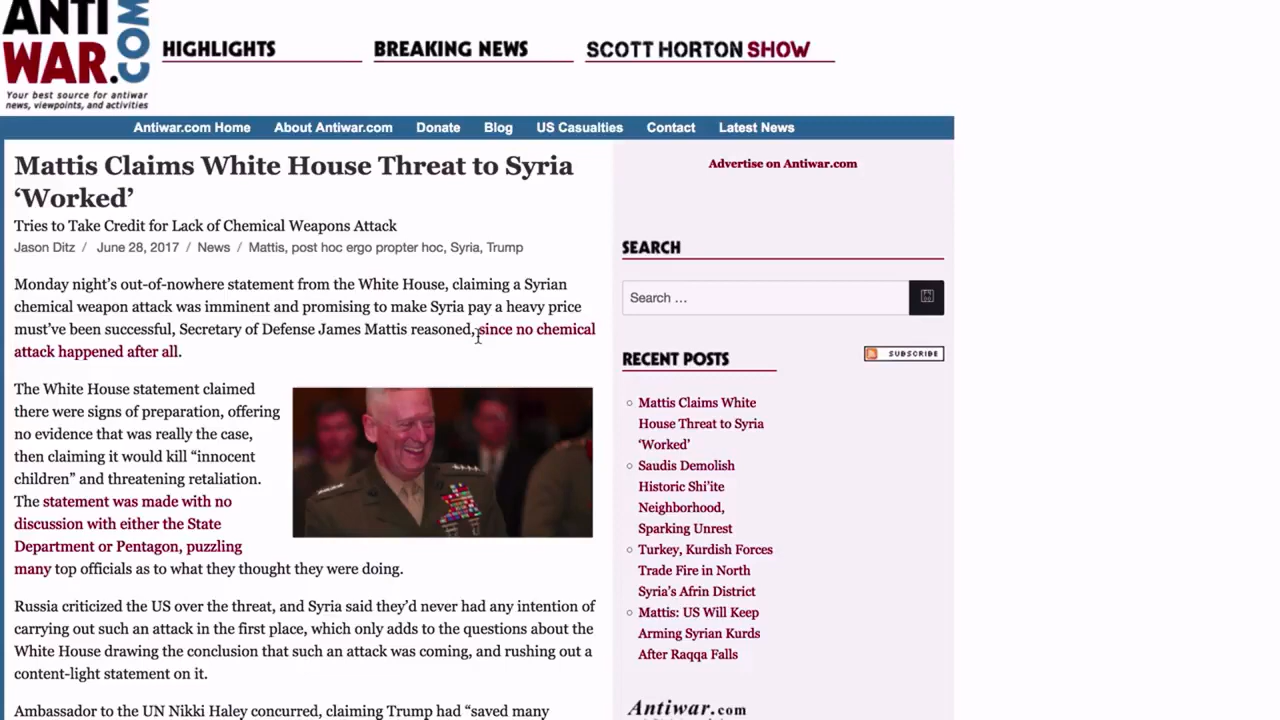 ANTI
WAR.COM
Your best source for antiwar
news, viewpoints, and activities
HIGHLIGHTS
BREAKING NEWS
SCOTT HORTON SHOW
Antiwar.com Home
About Antiwar.com
Donate
Blog
US Casualties
Contact
Latest News
Mattis Claims White House Threat to Syria
‘Worked’
Tries to Take Credit for Lack of Chemical Weapons Attack
Jason Ditz / June 28, 2017 / News / Mattis, post hoc ergo propter hoc, Syria, Trump
Monday night’s out-of-nowhere statement from the White House, claiming a Syrian
chemical weapon attack was imminent and promising to make Syria pay a heavy price
must’ve been successful, Secretary of Defense James Mattis reasoned, since no chemical
attack happened after all.
The White House statement claimed
there were signs of preparation, offering
no evidence that was really the case,
then claiming it would kill “innocent
children” and threatening retaliation.
The statement was made with no
discussion with either the State
Department or Pentagon, puzzling
many top officials as to what they thought they were doing.
Russia criticized the US over the threat, and Syria said they’d never had any intention of
carrying out such an attack in the first place, which only adds to the questions about the
White House drawing the conclusion that such an attack was coming, and rushing out a
content-light statement on it.
Ambassador to the UN Nikki Haley concurred, claiming Trump had “saved many
Advertise on Antiwar.com
SEARCH
Search ...
SUBSCRIBE
RECENT POSTS
Mattis Claims White
House Threat to Syria
‘Worked’
Saudis Demolish
Historic Shi’ite
Neighborhood,
Sparking Unrest
Turkey, Kurdish Forces
Trade Fire in North
Syria’s Afrin District
Mattis: US Will Keep
Arming Syrian Kurds
After Raqqa Falls
Antiwar.com